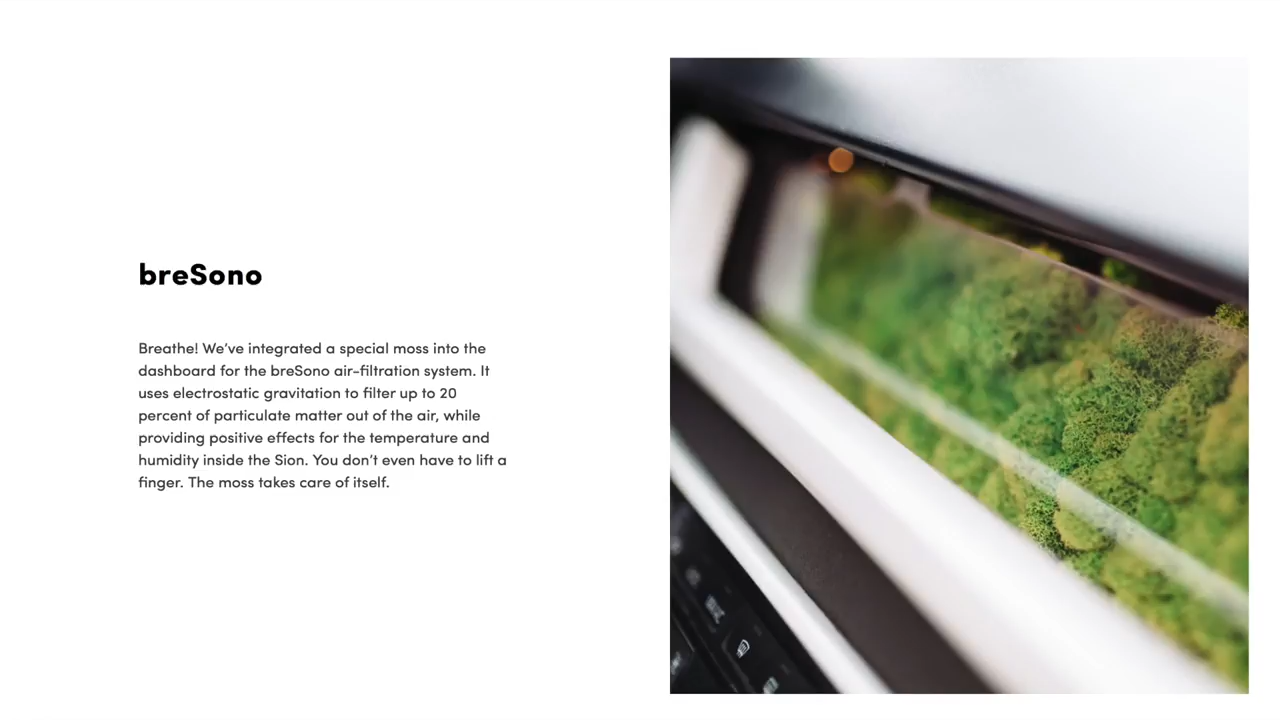 breSono
Breathe! We’ve integrated a special moss into the
dashboard for the breSono air-filtration system. It
uses electrostatic gravitation to filter up to 20
percent of particulate matter out of the air, while
providing positive effects for the temperature and
humidity inside the Sion. You don’t even have to lift a
finger. The moss takes care of itself.